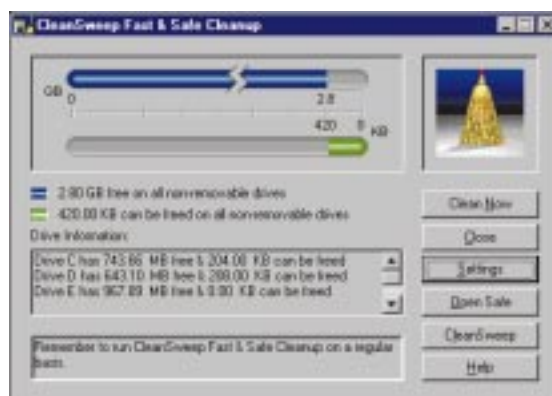 CleanSweep Fast & Safe Cleanup
GB
0
2.8
420 0
KB
2.80 GB free on all nonremovable drives
420.00 KB can be freed on all nonremovable drives
Drive Information:
Drive C has 743.66 MB free & 204.00 KB can be freed
Drive D has 643.10 MB free & 208.00 KB can be freed
Drive E has 967.89 MB free & 0.00 KB can be freed
Remember to run CleanSweep Fast & Safe Cleanup on a regular
basis.
Clean Now
Close
Settings
Open Safe
CleanSweep
Help